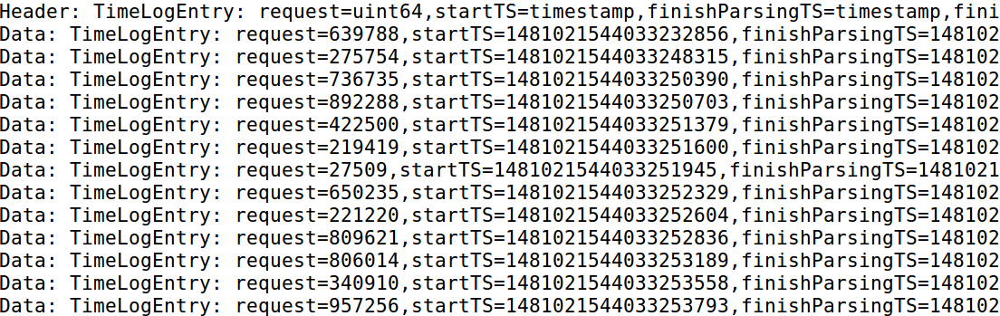 Header: TimeLogEntry: request=uint64,startTS=timestamp,finishParsingTS=timestamp,fini
Data: TimeLogEntry: request=639788,startTS=1481021544033232856,finishParsingTS=148102
Data: TimeLogEntry: request=275754,startTS=1481021544033248315,finishParsingTS=148102
Data: TimeLogEntry: request=736735,startTS=1481021544033250390,finishParsingTS=148102
Data: TimeLogEntry: request=892288,startTS=1481021544033250703,finishParsingTS=148102
Data: TimeLogEntry: request=422500,startTS=1481021544033251379,finishParsingTS=148102
Data: TimeLogEntry: request=219419,startTS=1481021544033251600,finishParsingTS=148102
Data: TimeLogEntry: request=27509,startTS=1481021544033251945,finishParsingTS=1481021
Data: TimeLogEntry: request=650235,startTS=1481021544033252329,finishParsingTS=148102
Data: TimeLogEntry: request=221220,startTS=1481021544033252604,finishParsingTS=148102
Data: TimeLogEntry: request=809621,startTS=1481021544033252836,finishParsingTS=148102
Data: TimeLogEntry: request=806014,startTS=1481021544033253189,finishParsingTS=148102
Data: TimeLogEntry: request=340910,startTS=1481021544033253558,finishParsingTS=148102
Data: TimeLogEntry: request=957256,startTS=1481021544033253793,finishParsingTS=148102